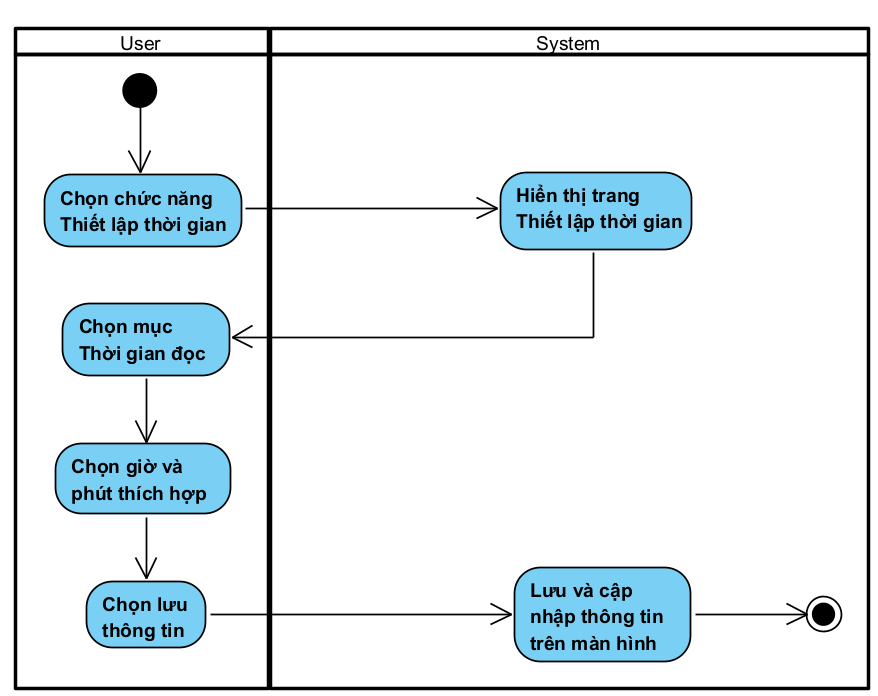 User
System
Chọn chức năng
Thiết lập thời gian
Hiển thị trang
Thiết lập thời gian
Chọn mục
Thời gian đọc
Chọn giờ và
phút thích hợp
Chọn lưu
thông tin
Lưu và cập
nhập thông tin
trên màn hình